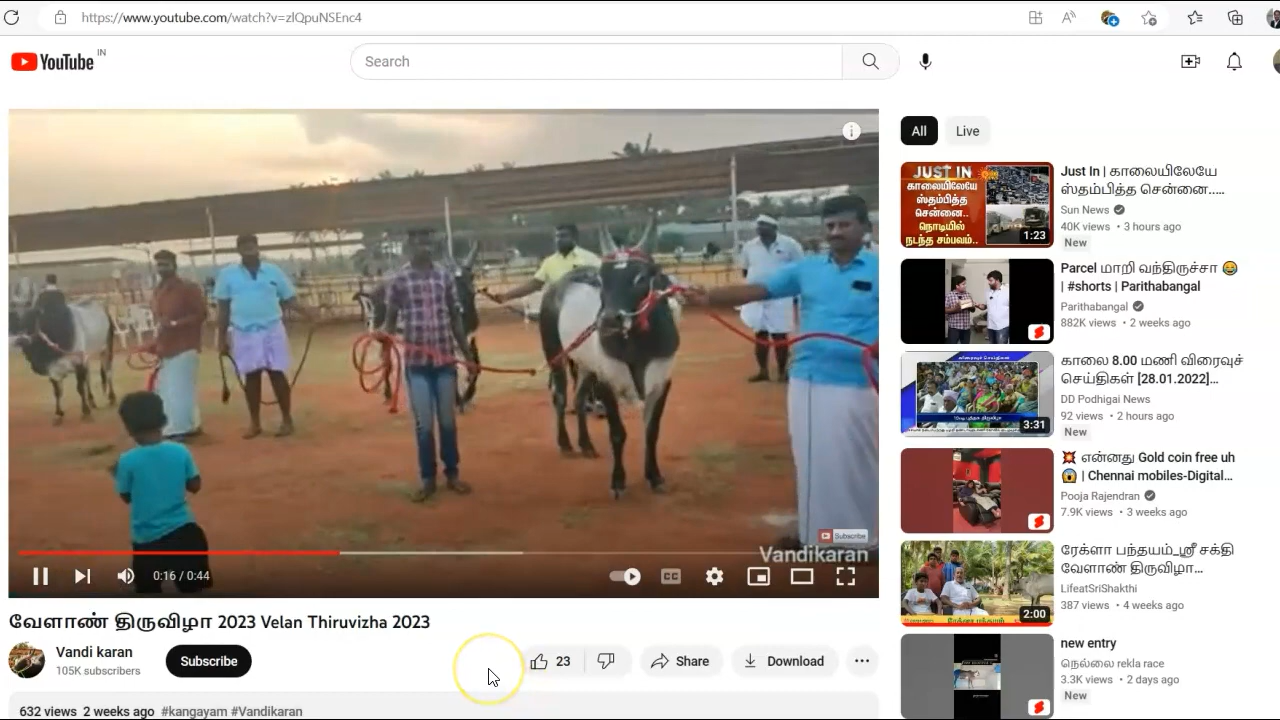 https://www.youtube.com/watch?v=zlQpuNSEnc4
YouTube IN
Search
All
Live
JUST IN
காலையிலேயே
ஸ்தம்பித்த
சென்னை..
நொடியில்
நடந்த சம்பவம்..
1:23
Just In | காலையிலேயே
ஸ்தம்பித்த சென்னை.…
Sun News
40K views • 3 hours ago
New
Parcel மாறி வந்திருச்சா 😂
| #shorts | Parithabangal
Parithabangal
882K views • 2 weeks ago
3:31
காலை 8.00 மணி விரைவுச்
செய்திகள் [28.01.2022]…
DD Podhigai News
92 views • 2 hours ago
New
💥 என்னது Gold coin free uh
😱 | Chennai mobiles-Digital…
Pooja Rajendran
7.9K views • 3 weeks ago
2:00
ரேக்ளா பந்தயம்_ஸ்ரீ சக்தி
வேளாண் திருவிழா…
LifeatSriShakthi
387 views • 4 weeks ago
new entry
நெல்லை rekla race
3.3K views • 2 days ago
New
Subscribe
Vandikaran
0:16 / 0:44
CC
வேளாண் திருவிழா 2023 Velan Thiruvizha 2023
Vandi karan
105K subscribers
Subscribe
23
Share
Download
632 views 2 weeks ago #kangayam #Vandikaran